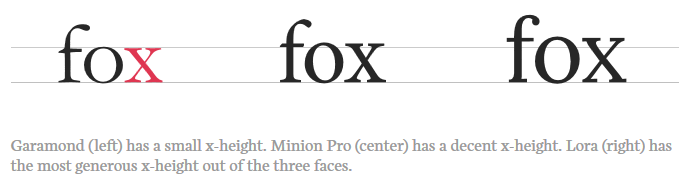 fox fox fox
Garamond (left) has a small x-height. Minion Pro (center) has a decent x-height. Lora (right) has
the most generous x-height out of the three faces.